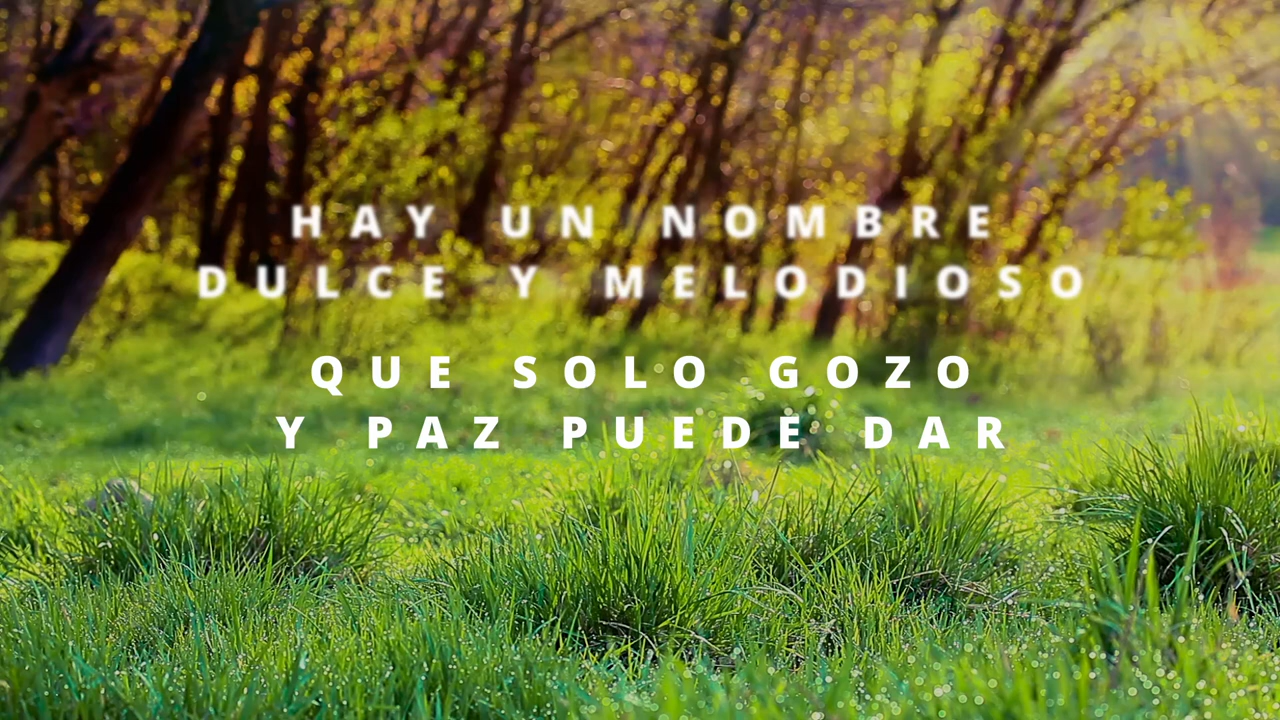 HAY UN NOMBRE
DULCE Y MELODIOSO
QUE SOLO GOZO
Y PAZ PUEDE DAR